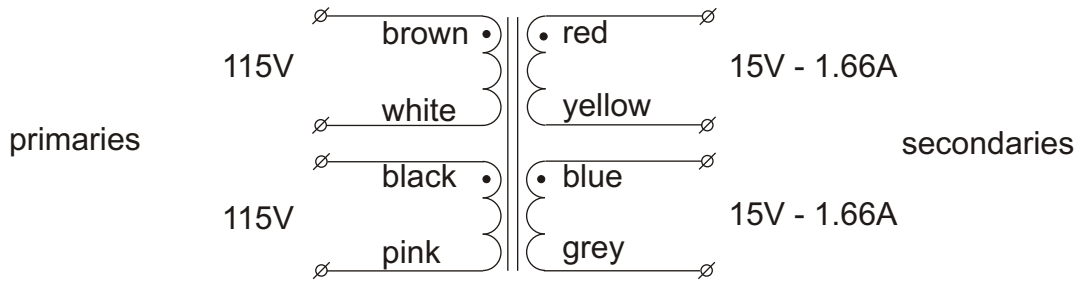 brown
red
115V
15V - 1.66A
white
yellow
primaries
secondaries
black
blue
115V
15V - 1.66A
pink
grey